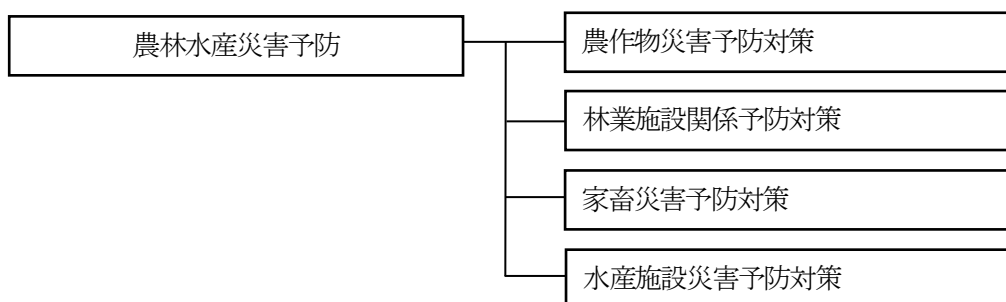 農林水産災害予防
農作物災害予防対策
林業施設関係予防対策
家畜災害予防対策
水産施設災害予防対策